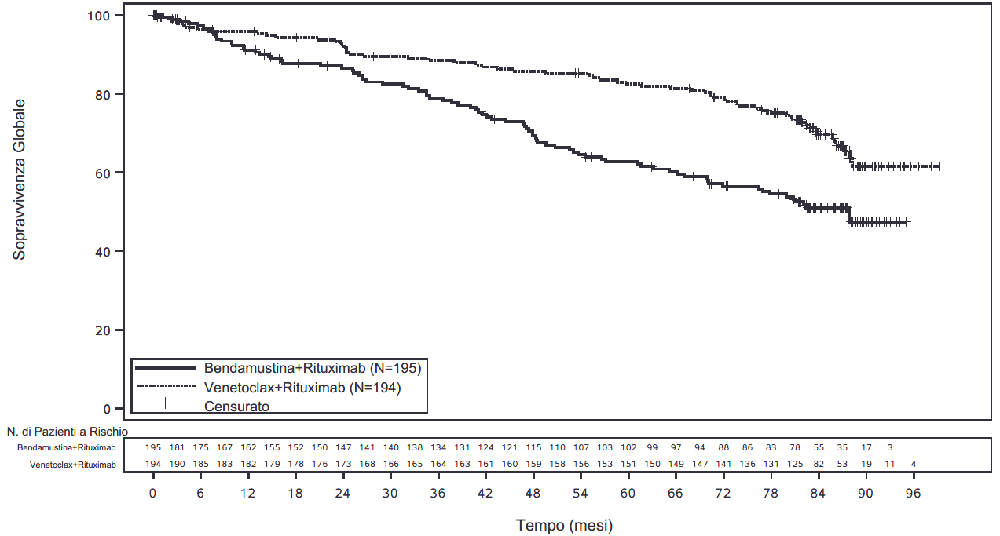 Sopravvivenza Globale
100
80
60
40
20
0
Bendamustina+Rituximab (N=195)
Venetoclax+Rituximab (N=194)
Censurato
N. di Pazienti a Rischio
Bendamustina+Rituximab 195 181 175 167 162 155 152 150 147 141 140 138 134 131 124 121 115 110 107 103 102 99 97 94 88 86 83 78 55 35 17 3
Venetoclax+Rituximab 194 190 185 183 182 179 178 176 173 168 166 165 164 163 161 160 159 158 156 153 151 150 149 147 141 136 131 125 82 53 19 11 4
0 6 12 18 24 30 36 42 48 54 60 66 72 78 84 90 96
Tempo (mesi)